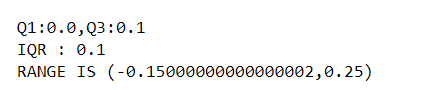 Q1:0.0,Q3:0.1
IQR : 0.1
RANGE IS (-0.15000000000000002,0.25)